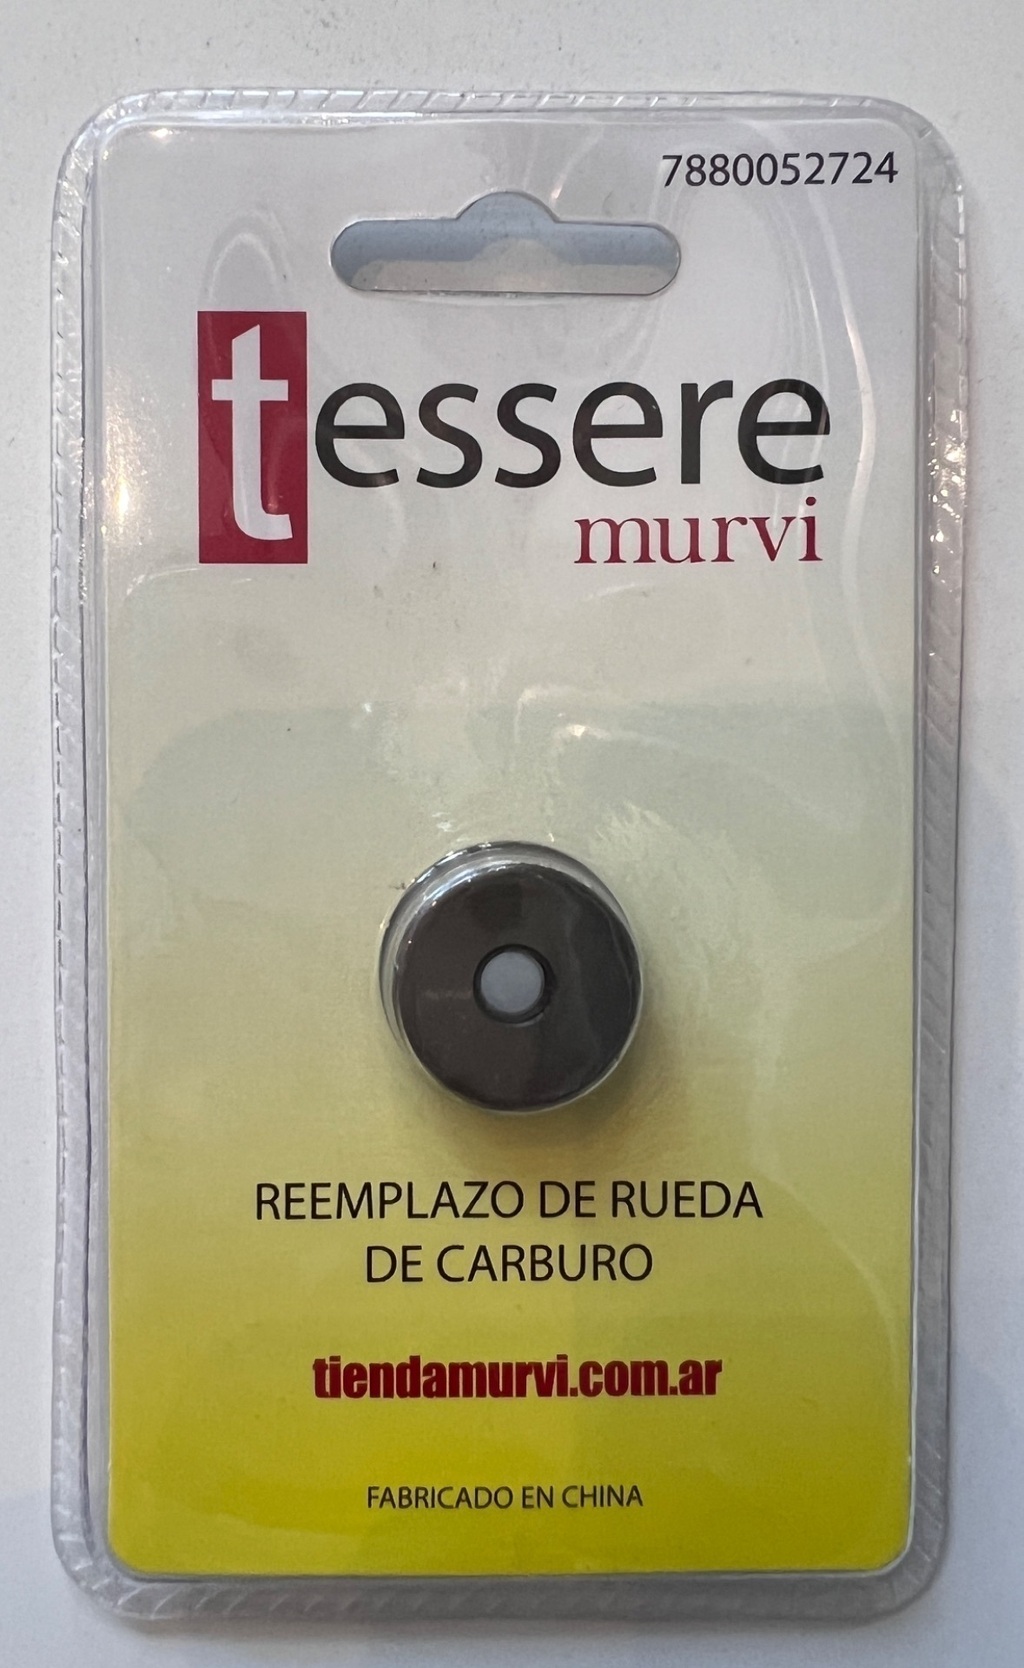 7880052724
tessere
murvi
REEMPLAZO DE RUEDA
DE CARBURO
tiendamurvi.com.ar
FABRICADO EN CHINA